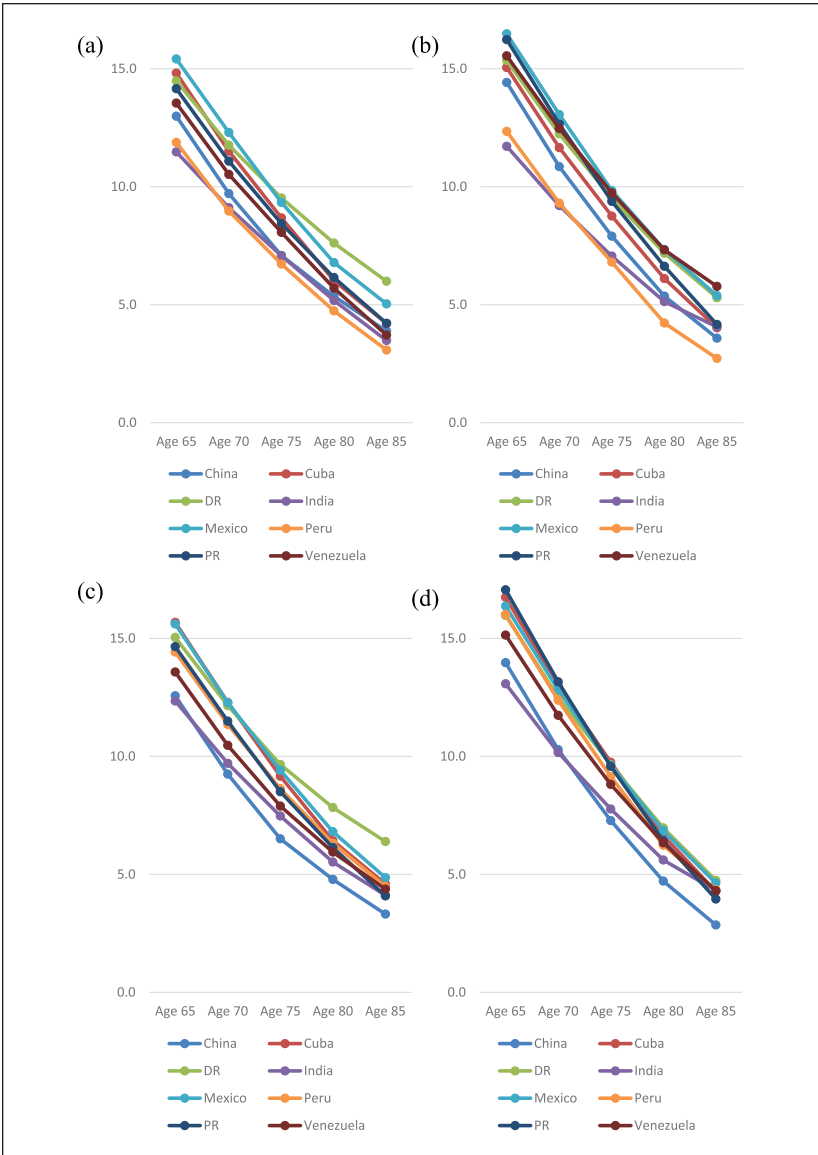 (a)
15.0
10.0
5.0
0.0
Age 65 Age 70 Age 75 Age 80 Age 85
China Cuba
DR India
Mexico Peru
PR Venezuela
(b)
15.0
10.0
5.0
0.0
Age 65 Age 70 Age 75 Age 80 Age 85
China Cuba
DR India
Mexico Peru
PR Venezuela
(c)
15.0
10.0
5.0
0.0
Age 65 Age 70 Age 75 Age 80 Age 85
China Cuba
DR India
Mexico Peru
PR Venezuela
(d)
15.0
10.0
5.0
0.0
Age 65 Age 70 Age 75 Age 80 Age 85
China Cuba
DR India
Mexico Peru
PR Venezuela